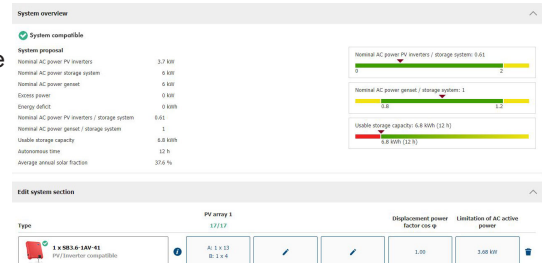 System overview
e
System compatible
System proposal
Nominal AC power PV inverters 3.7 kW
Nominal AC power storage system 6 kW
Nominal AC power genset 6 kW
Excess power 0 kW
Energy deficit 0 kWh
Nominal AC power PV inverters / storage system 0.61
Nominal AC power genset / storage system 1
Usable storage capacity 6.8 kWh
Autonomous time 12 h
Average annual solar fraction 37.6 %
Nominal AC power PV inverters / storage system: 0.61
0 2
Nominal AC power genset / storage system: 1
0.8 1.2
Usable storage capacity: 6.8 kWh (12 h)
6.8 kWh (12 h)
Edit system section
Type
PV array 1
17/17
Displacement power
factor cos φ
Limitation of AC active
power
1 x SB3.6-1AV-41
PV/Inverter compatible
A: 1 x 13
B: 1 x 4
1.00
3.68 kW